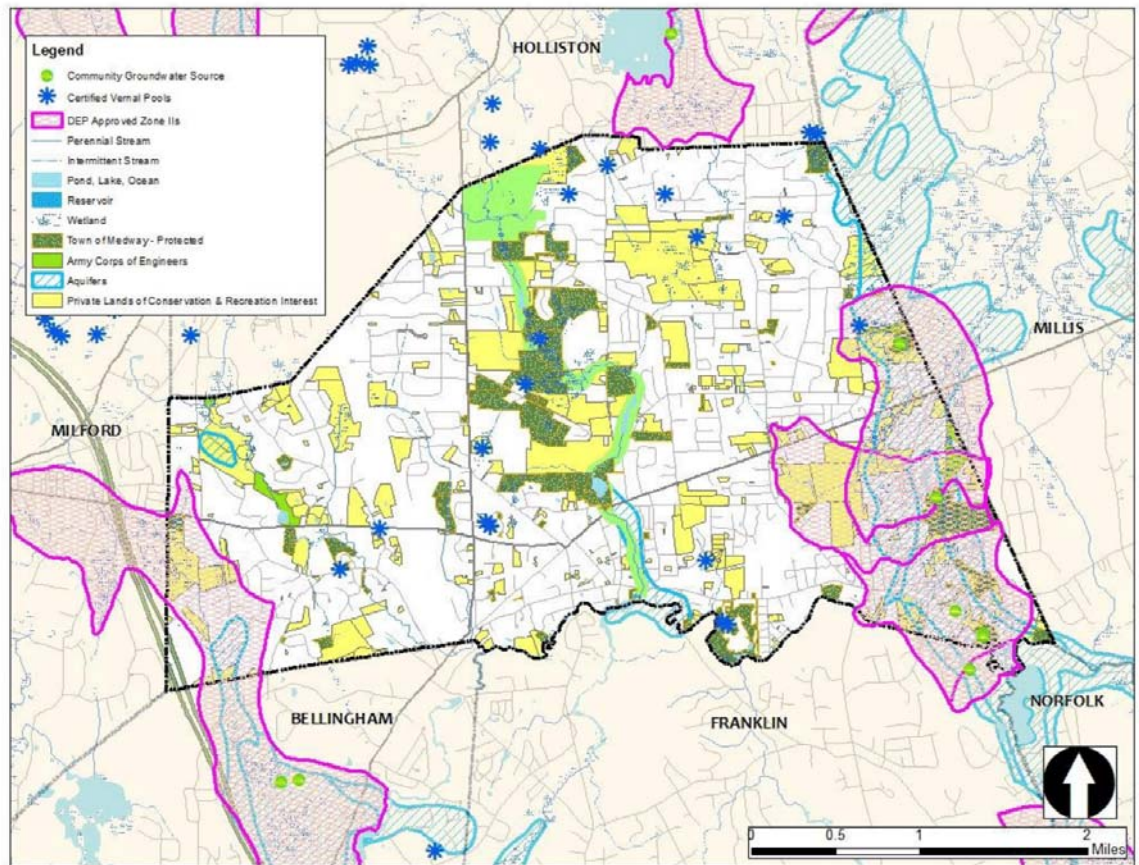 HOLLISTON
Legend
Community Groundwater Source
Certified Vernal Pools
DEP Approved Zone IIs
Perennial Stream
Intermittent Stream
Pond, Lake, Ocean
Reservoir
Wetland
Town of Medway - Protected
Army Corps of Engineers
Aquifers
Private Lands of Conservation & Recreation Interest
MILLIS
MILFORD
NORFOLK
BELLINGHAM
FRANKLIN
0 0.5 1 2
Miles